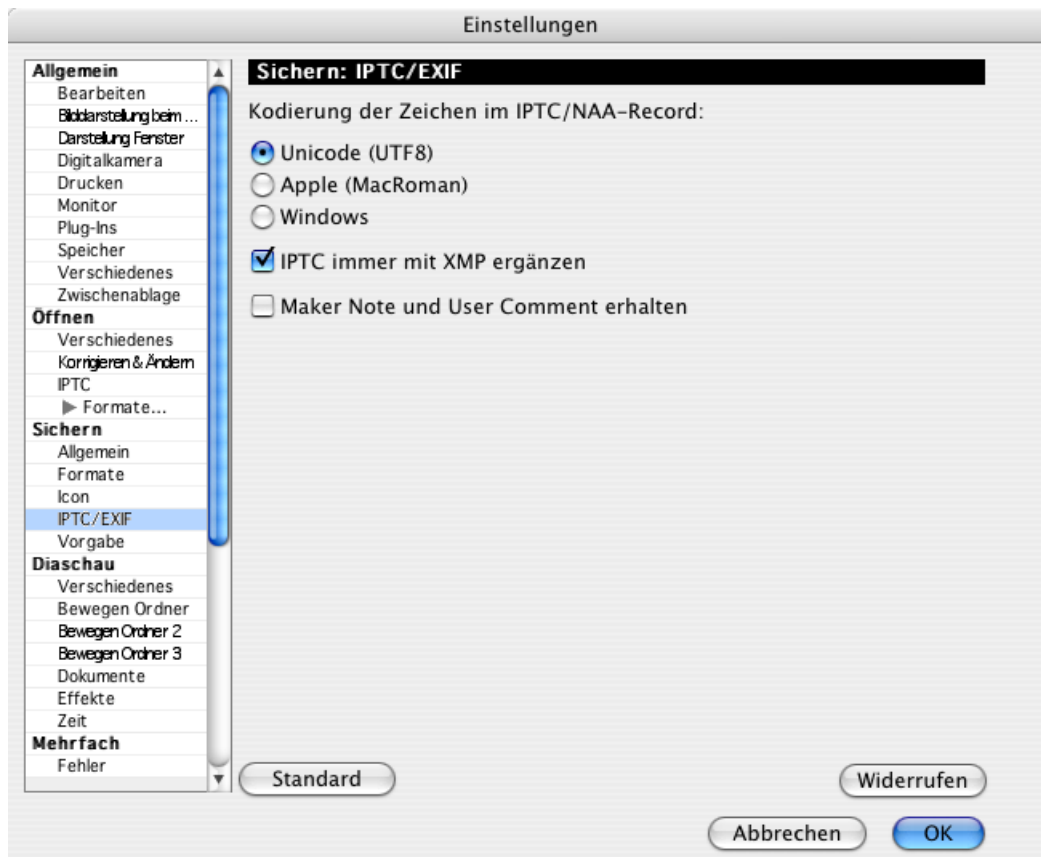 Einstellungen
Allgemein
Bearbeiten
Bilddarstellung beim ...
Darstellung Fenster
Digitalkamera
Drucken
Monitor
Plug-Ins
Speicher
Verschiedenes
Zwischenablage
Öffnen
Verschiedenes
Korrigieren & Ändern
IPTC
Formate...
Sichern
Allgemein
Formate
Icon
IPTC/EXIF
Vorgabe
Diaschau
Verschiedenes
Bewegen Ordner
Bewegen Ordner 2
Bewegen Ordner 3
Dokumente
Effekte
Zeit
Mehrfach
Fehler
Sichern: IPTC/EXIF
Kodierung der Zeichen im IPTC/NAA-Record:
Unicode (UTF8)
Apple (MacRoman)
Windows
IPTC immer mit XMP ergänzen
Maker Note und User Comment erhalten
Standard
Widerrufen
Abbrechen
OK